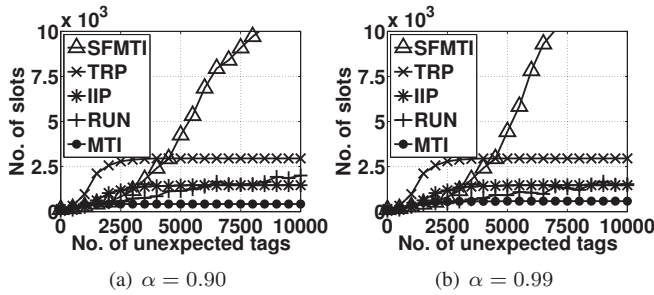 x 10³
10
7.5
5
2.5
0
No. of slots
SFMTI
TRP
IIP
RUN
MTI
0 2500 5000 7500 10000
No. of unexpected tags
(a) α = 0.90
x 10³
10
7.5
5
2.5
0
No. of slots
SFMTI
TRP
IIP
RUN
MTI
0 2500 5000 7500 10000
No. of unexpected tags
(b) α = 0.99